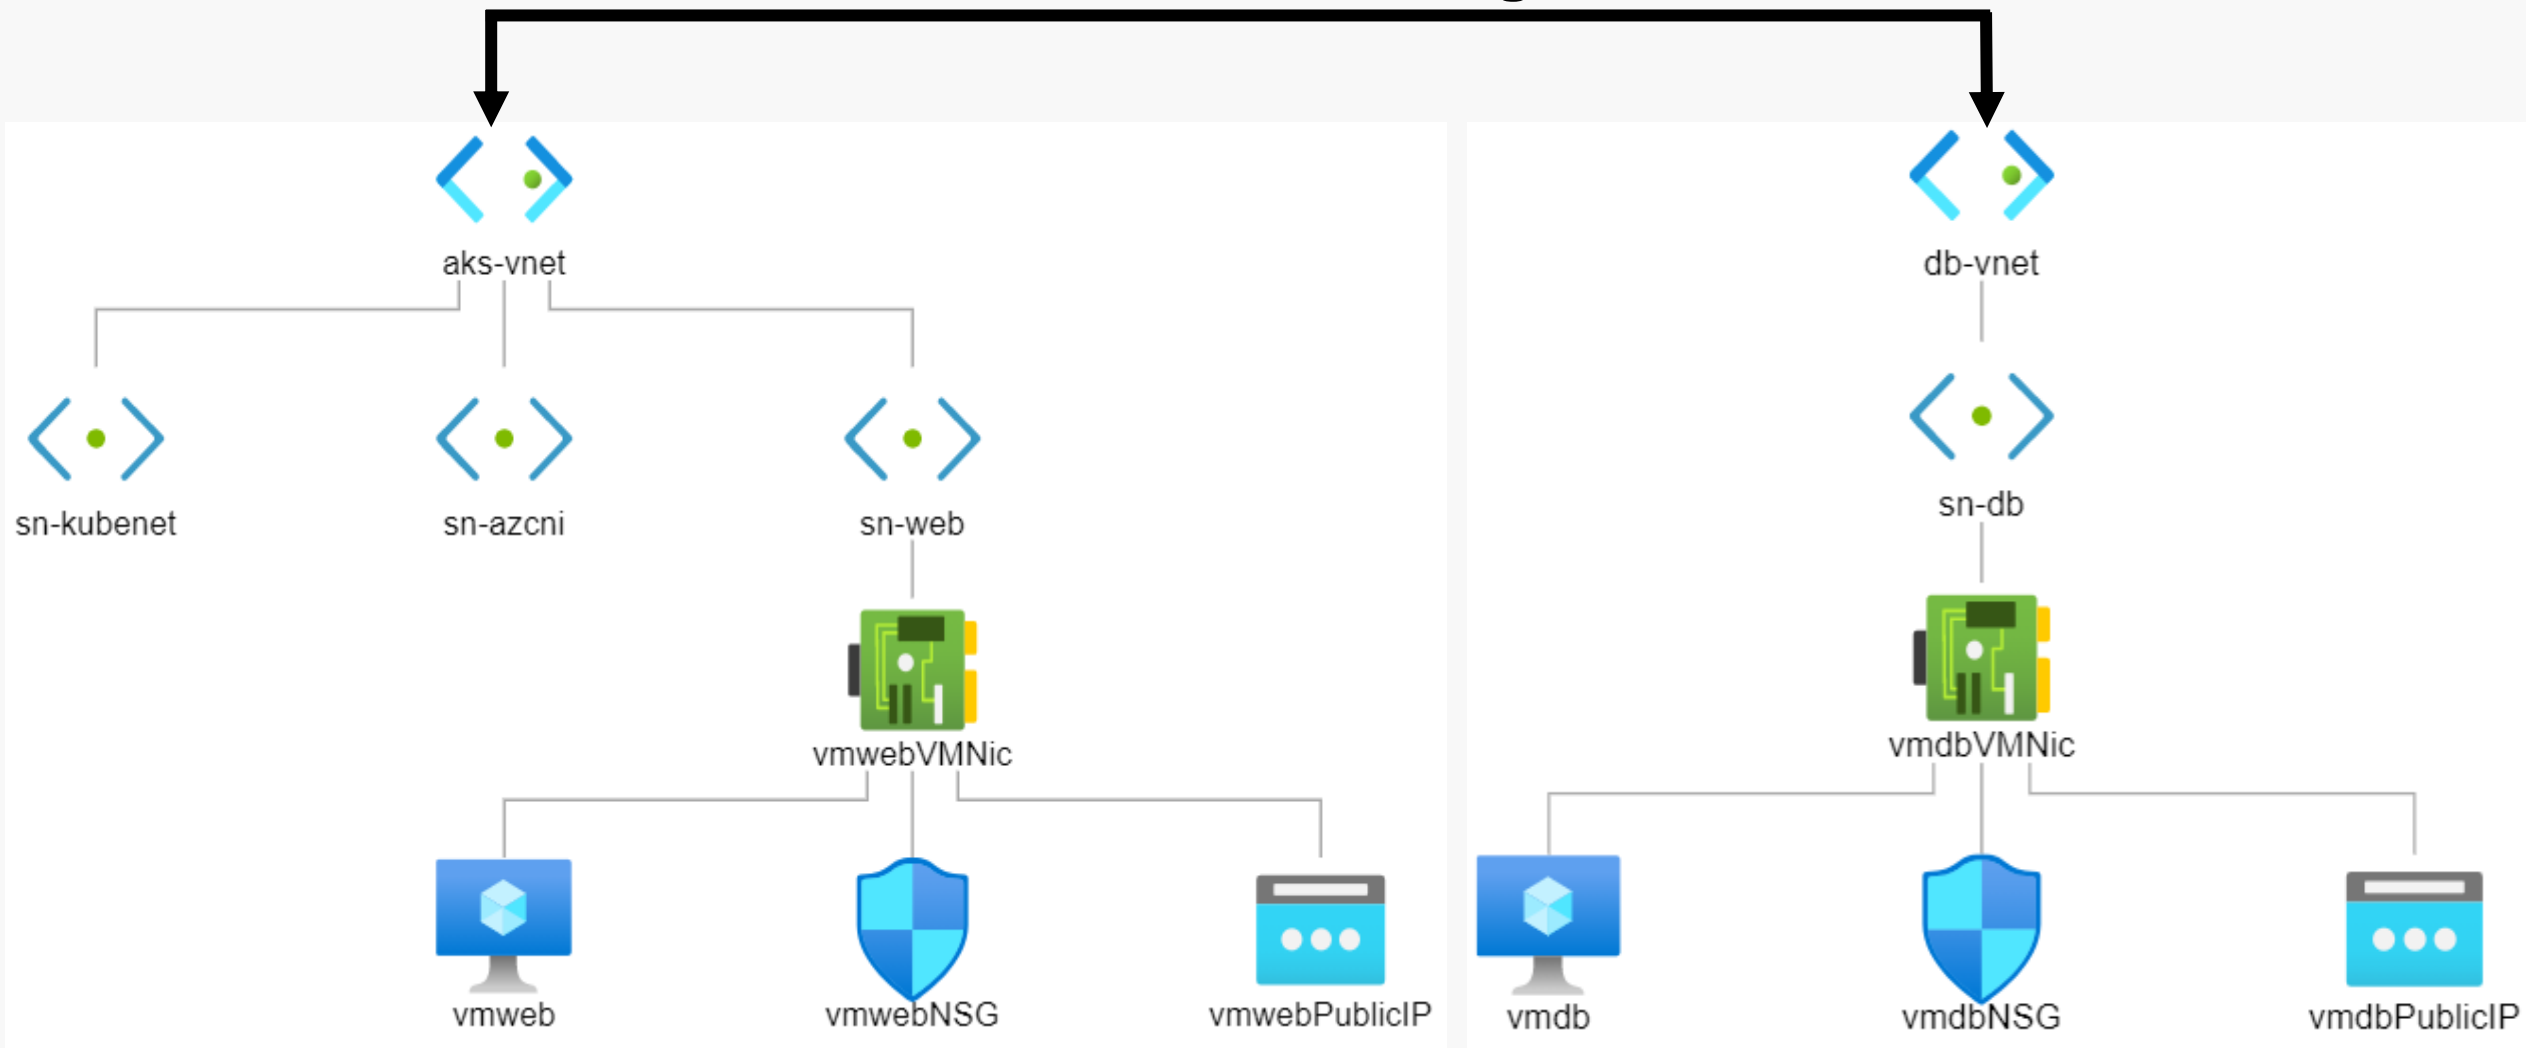 aks-vnet
db-vnet
sn-kubenet
sn-azcni
sn-web
sn-db
vmwebVMNic
vmdbVMNic
vmweb
vmwebNSG
vmwebPublicIP
vmdb
vmdbNSG
vmdbPublicIP